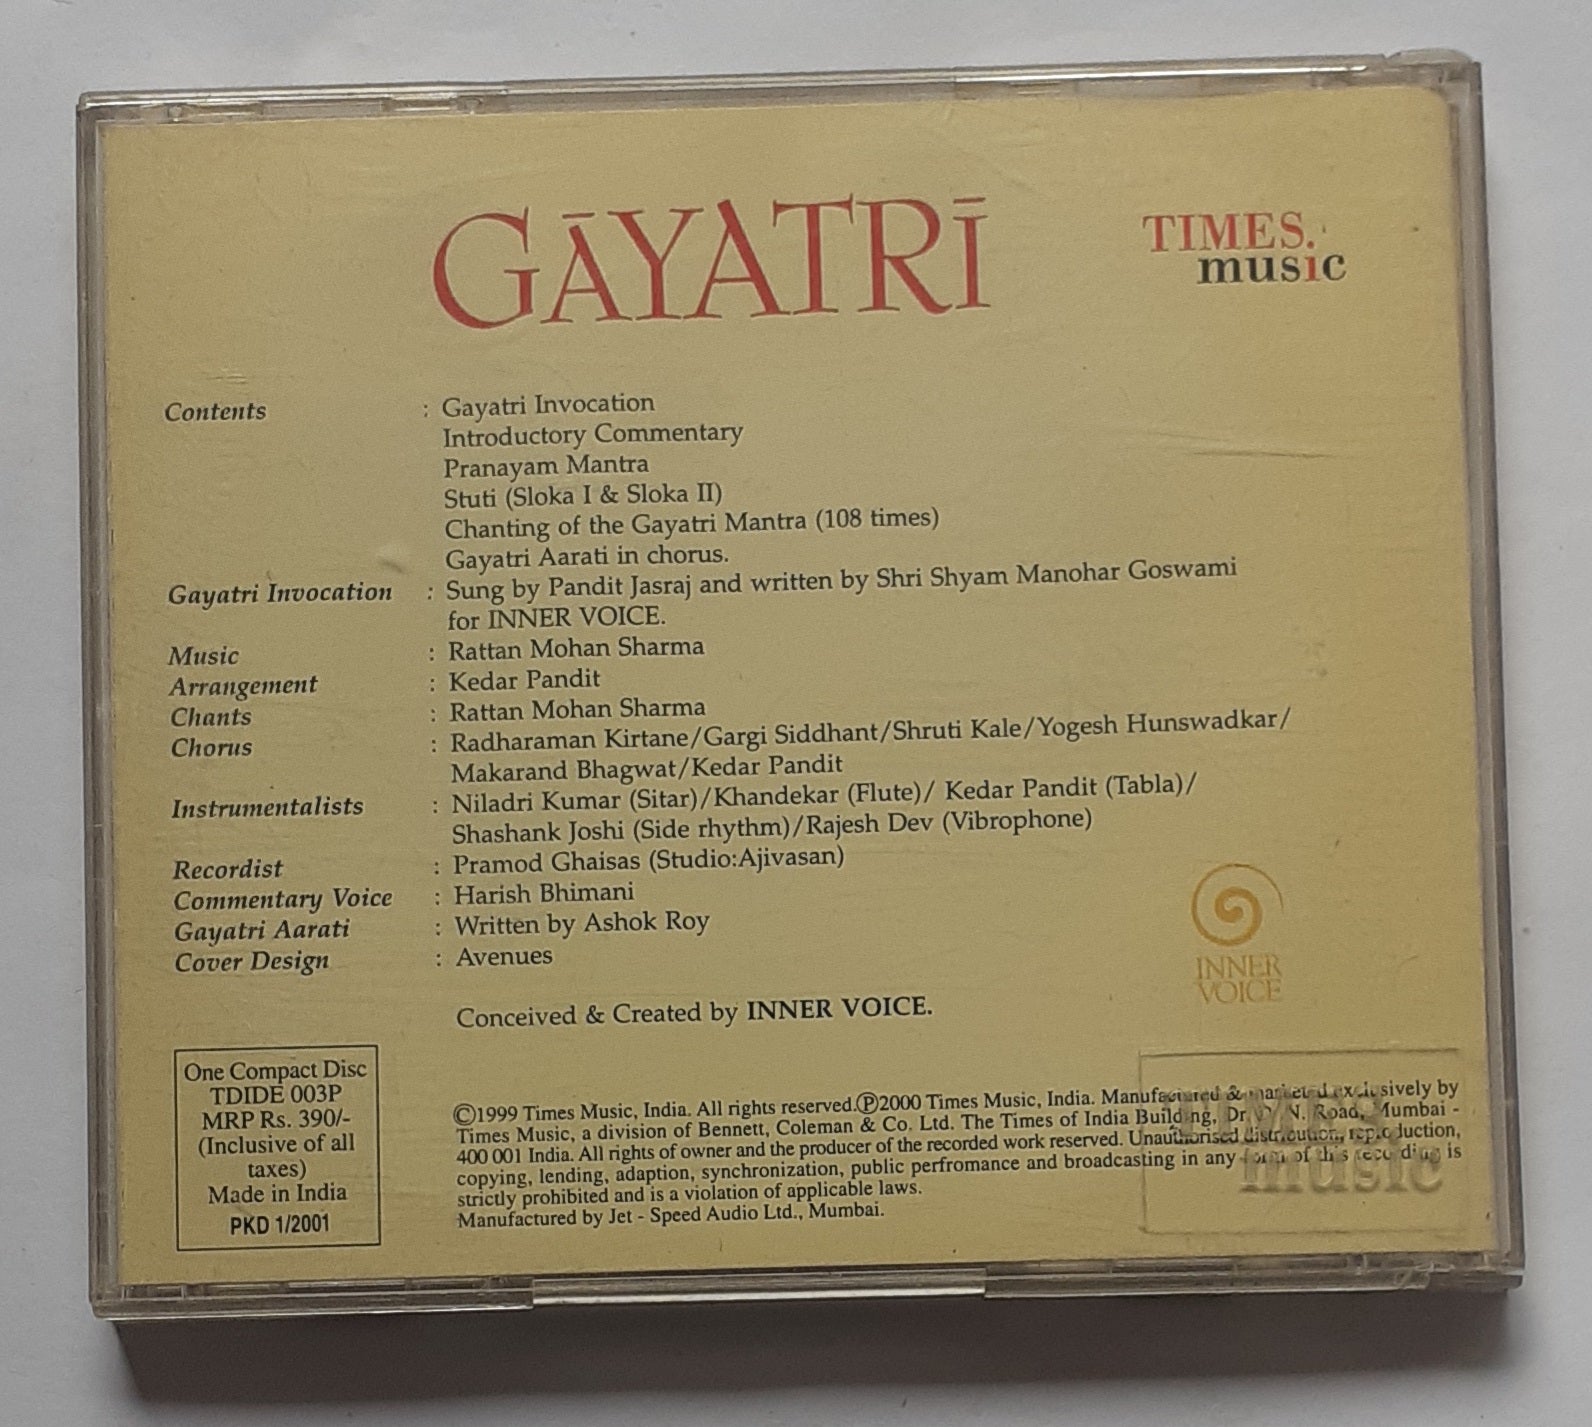 GĀYATRĪ
TIMES.
music
Contents : Gayatri Invocation
Introductory Commentary
Pranayam Mantra
Stuti (Sloka I & Sloka II)
Chanting of the Gayatri Mantra (108 times)
Gayatri Aarati in chorus.
Gayatri Invocation : Sung by Pandit Jasraj and written by Shri Shyam Manohar Goswami
for INNER VOICE.
Music : Rattan Mohan Sharma
Arrangement : Kedar Pandit
Chants : Rattan Mohan Sharma
Chorus : Radharaman Kirtane/Gargi Siddhant/Shruti Kale/Yogesh Hunswadkar/
Makarand Bhagwat/Kedar Pandit
Instrumentalists : Niladri Kumar (Sitar)/Khandekar (Flute)/ Kedar Pandit (Tabla)/
Shashank Joshi (Side rhythm)/Rajesh Dev (Vibrophone)
Recordist : Pramod Ghaisas (Studio:Ajivasan)
Commentary Voice : Harish Bhimani
Gayatri Aarati : Written by Ashok Roy
Cover Design : Avenues
INNER
VOICE
Conceived & Created by INNER VOICE.
One Compact Disc
TDIDE 003P
MRP Rs. 390/-
(Inclusive of all
taxes)
Made in India
PKD 1/2001
©1999 Times Music, India. All rights reserved.℗2000 Times Music, India. Manufactured & marketed exclusively by
Times Music, a division of Bennett, Coleman & Co. Ltd. The Times of India Building, Dr. D. N. Road, Mumbai -
400 001 India. All rights of owner and the producer of the recorded work reserved. Unauthorised distribution, reproduction,
copying, lending, adaption, synchronization, public perfromance and broadcasting in any form of this recording is
strictly prohibited and is a violation of applicable laws.
Manufactured by Jet - Speed Audio Ltd., Mumbai.
music